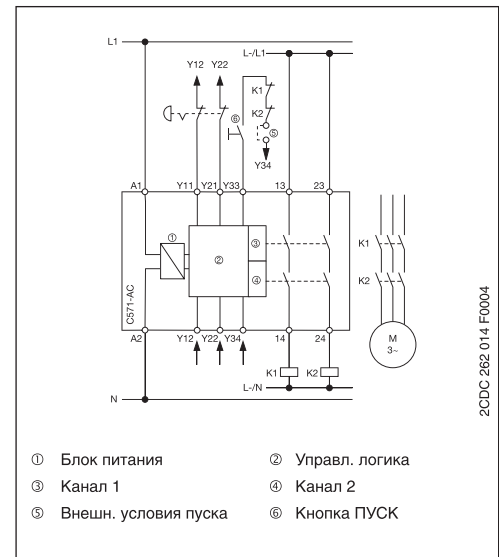 L1
L-/L1
Y12 Y22
K1
K2
⑥
⑤
Y34
A1 Y11 Y21 Y33 13 23
①
②
③
④
C571-AC
K1
K2
M
3~
A2 Y12 Y22 Y34 14 24
K1 K2
L-/N
N
2CDC 262 014 F0004
① Блок питания ② Управл. логика
③ Канал 1 ④ Канал 2
⑤ Внешн. условия пуска ⑥ Кнопка ПУСК